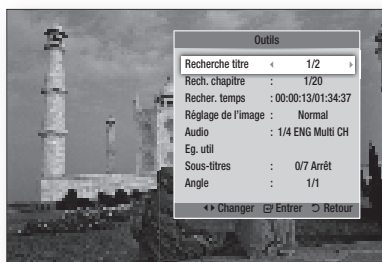 Outils
Recherche titre 1/2
Rech. chapitre : 1/20
Recher. temps : 00:00:13/01:34:37
Réglage de l'image : Normal
Audio : 1/4 ENG Multi CH
Eg. util
Sous-titres : 0/7 Arrêt
Angle : 1/1
Changer Entrer Retour